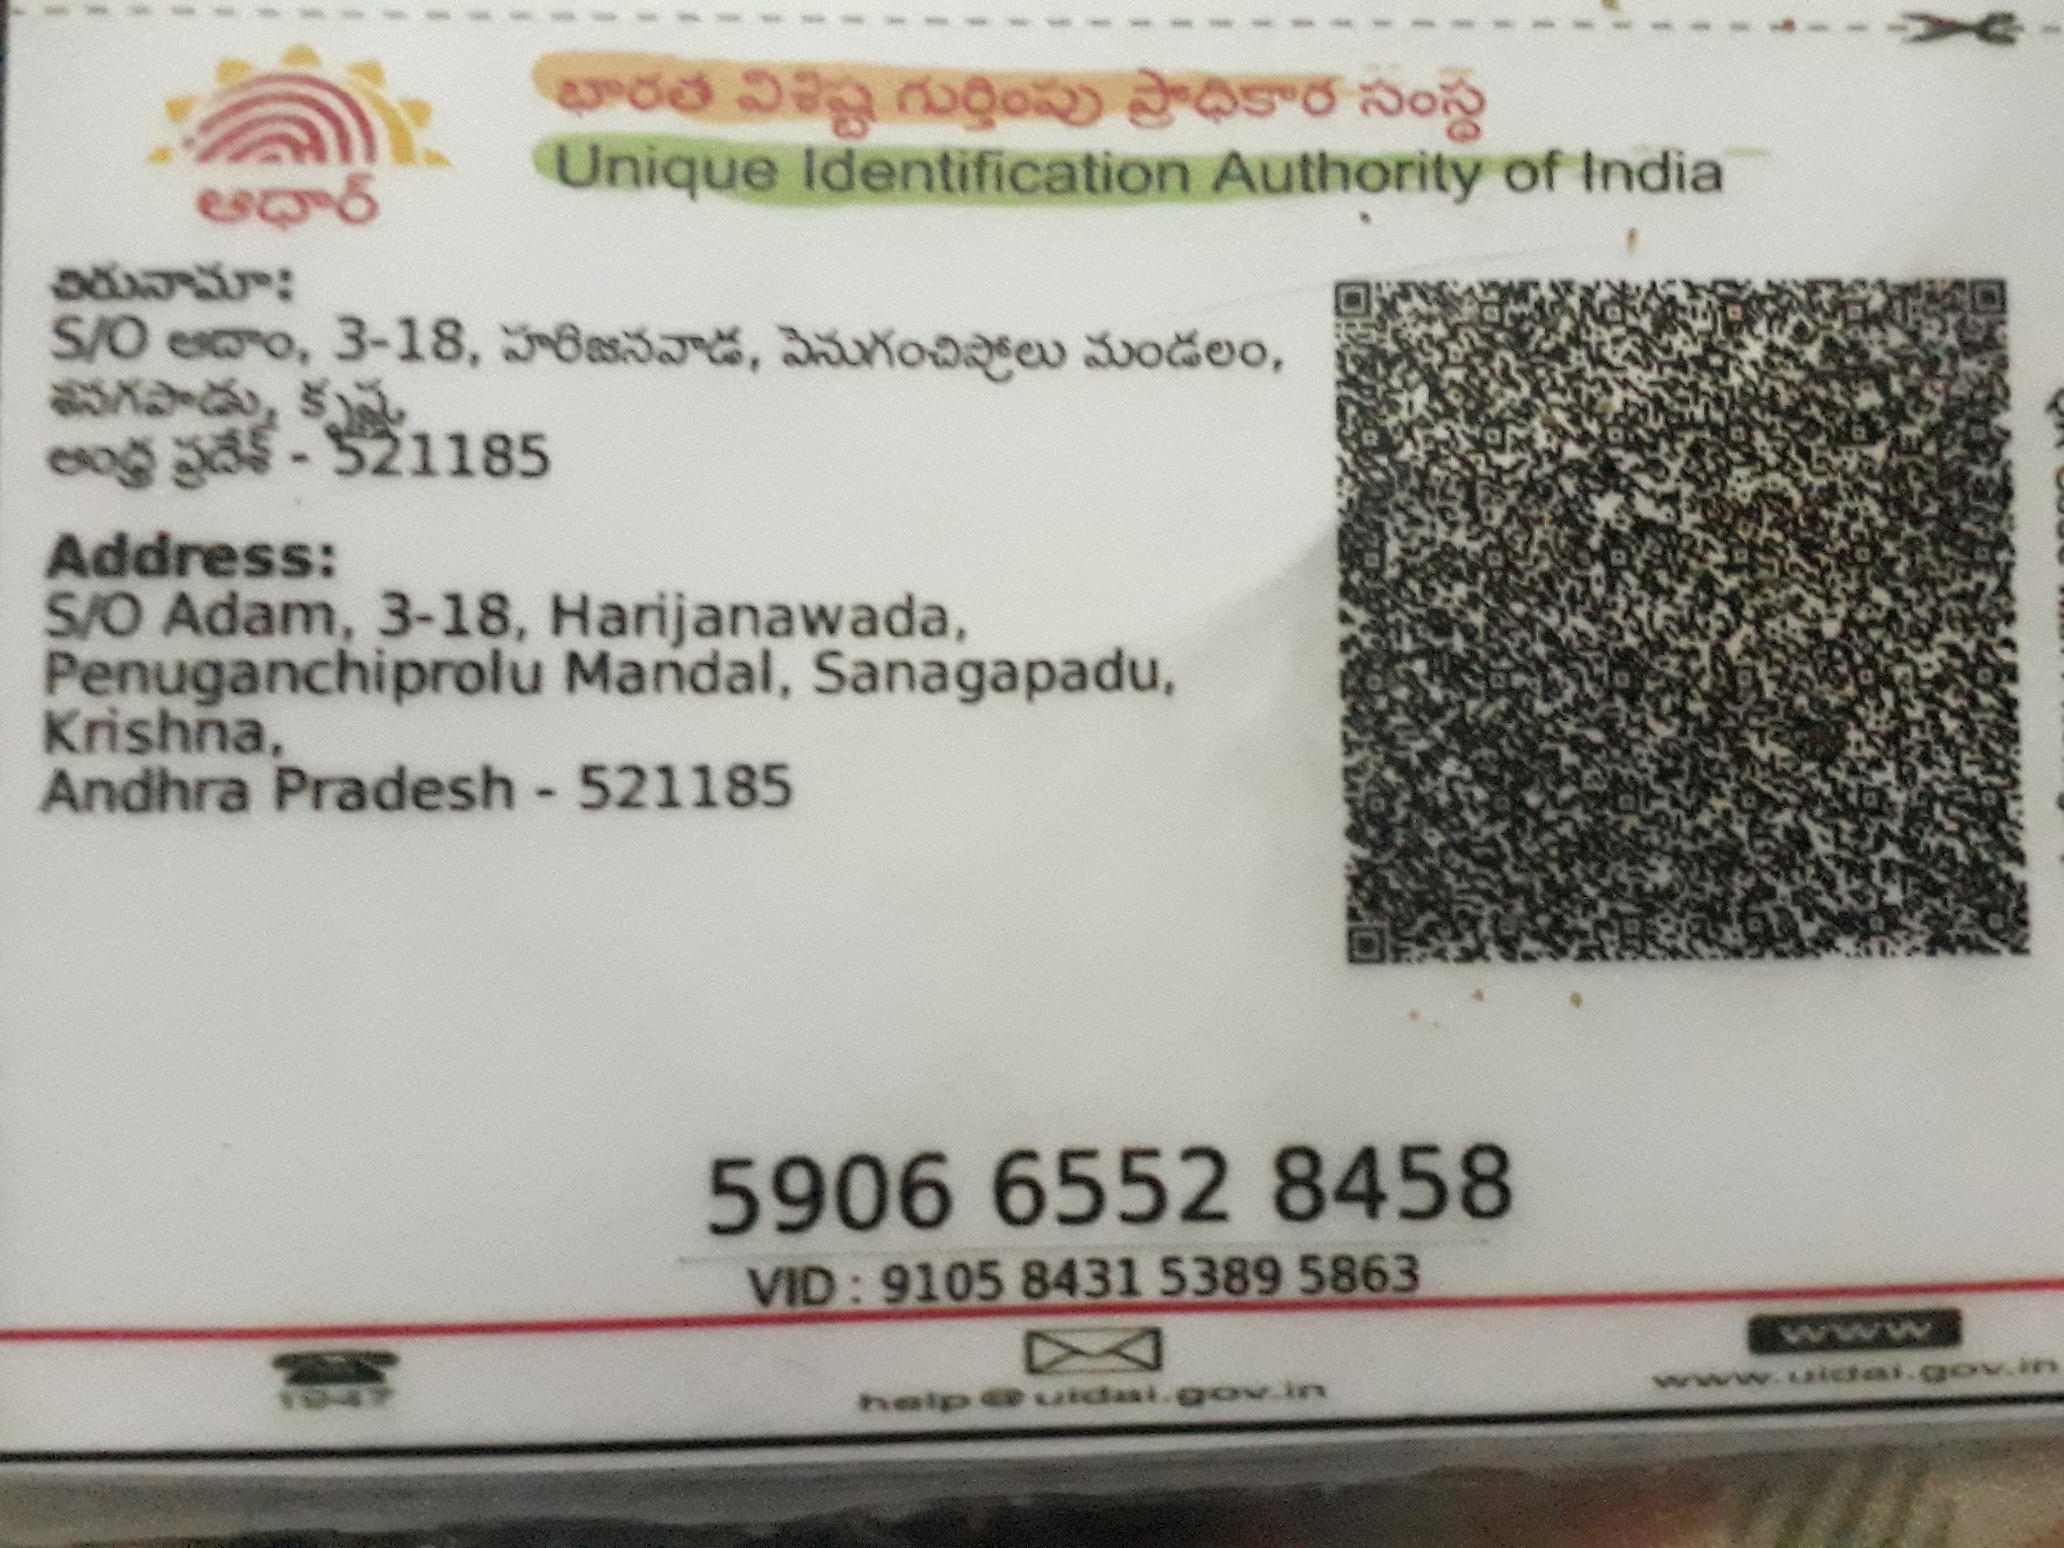 భారత విశిష్ట గుర్తింపు ప్రాధికార సంస్థ
Unique Identification Authority of India
ఆధార్
చిరునామా:
S/O ఆదాం, 3-18, హరిజనవాడ, పెనుగంచిప్రోలు మండలం,
శనగపాడు, కృష్ణ,
ఆంధ్ర ప్రదేశ్ - 521185
Address:
S/O Adam, 3-18, Harijanawada,
Penuganchiprolu Mandal, Sanagapadu,
Krishna,
Andhra Pradesh - 521185
5906 6552 8458
VID : 9105 8431 5389 5863
1947
help@uidai.gov.in
www
www.uidai.gov.in